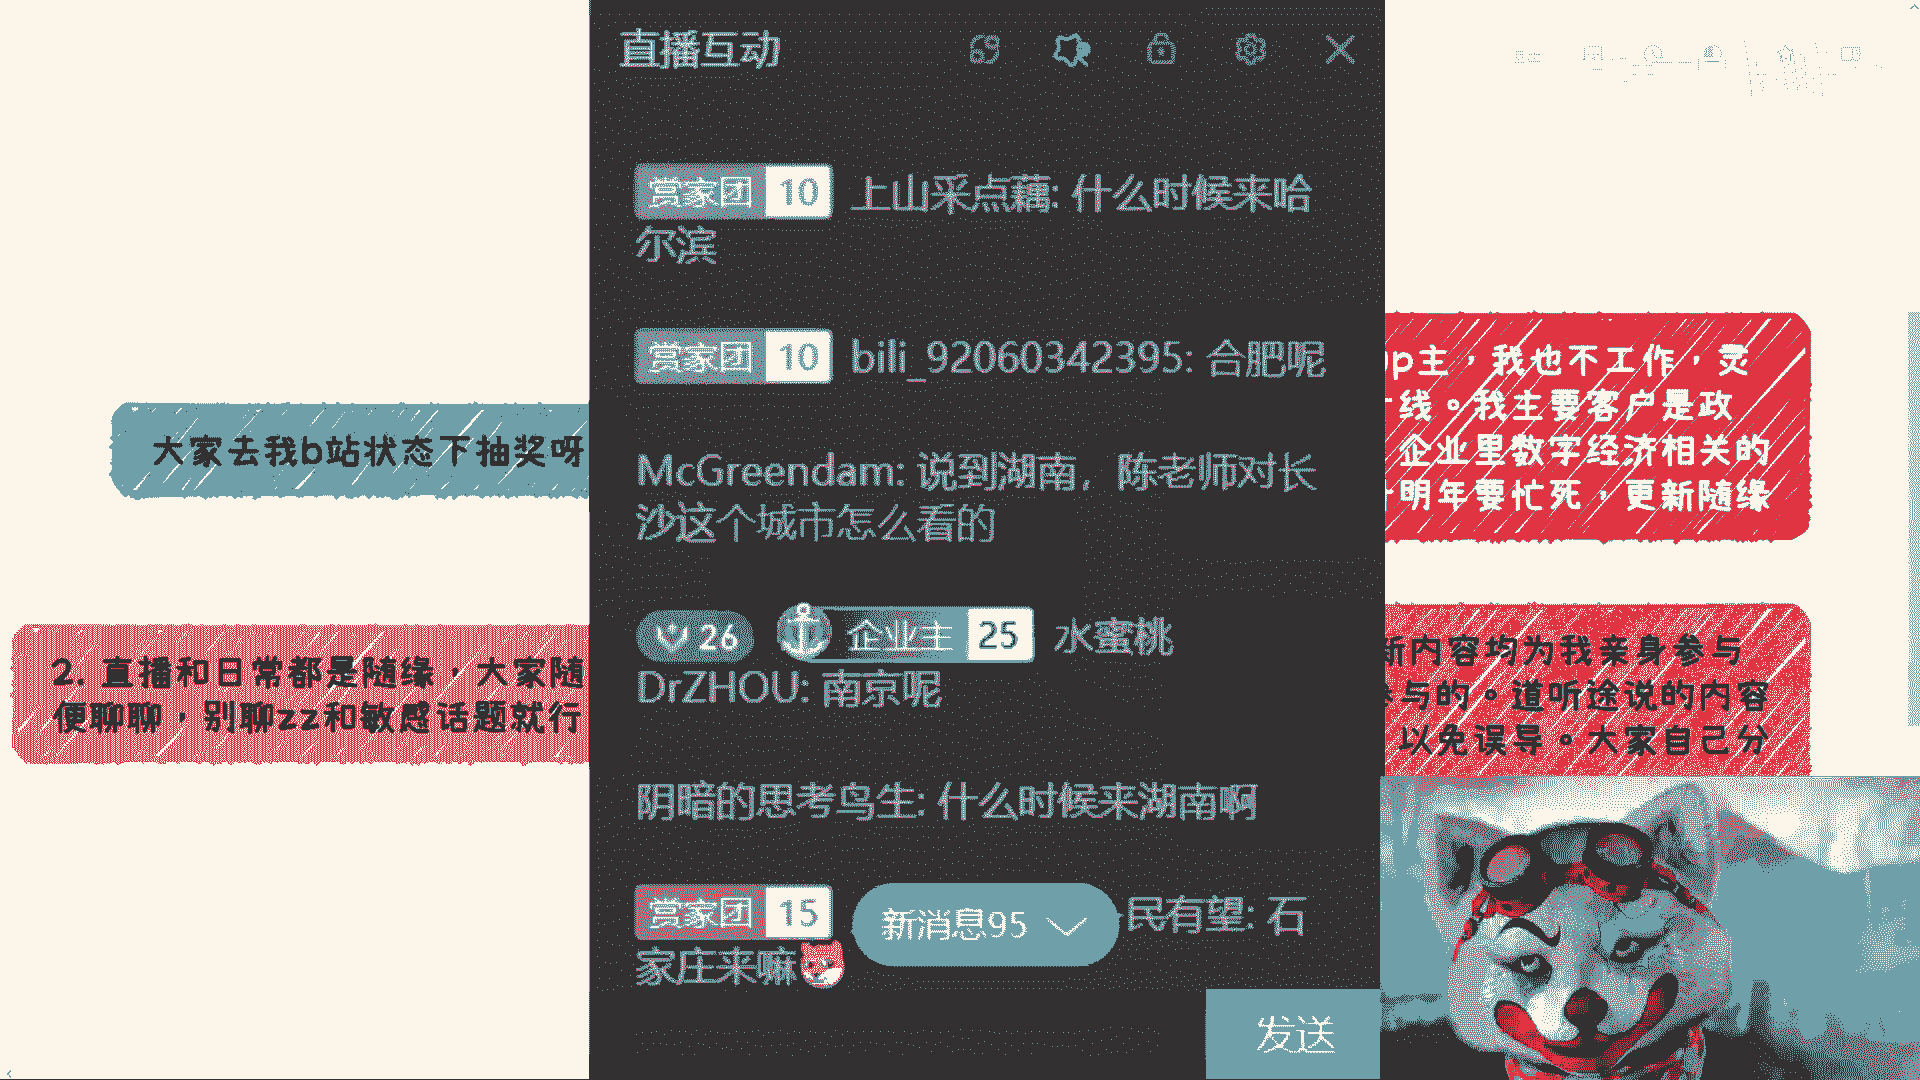 直播互动
赏家团 10 上山采点藕: 什么时候来哈
尔滨
赏家团 10 bili_92060342395: 合肥呢
McGreendam: 说到湖南，陈老师对长
沙这个城市怎么看的
26 企业主 25 水蜜桃
DrZHOU: 南京呢
阴暗的思考鸟生: 什么时候来湖南啊
赏家团 15 民有望: 石
家庄来嘛
新消息95
发送
大家去我b站状态下抽奖呀
2. 直播和日常都是随缘，大家随
便聊聊，别聊zz和敏感话题就行
p主，我也不工作，灵
线。我主要客户是政
企业里数字经济相关的
明年要忙死，更新随缘
新内容均为我亲身参与
参与的。道听途说的内容
以免误导。大家自己分